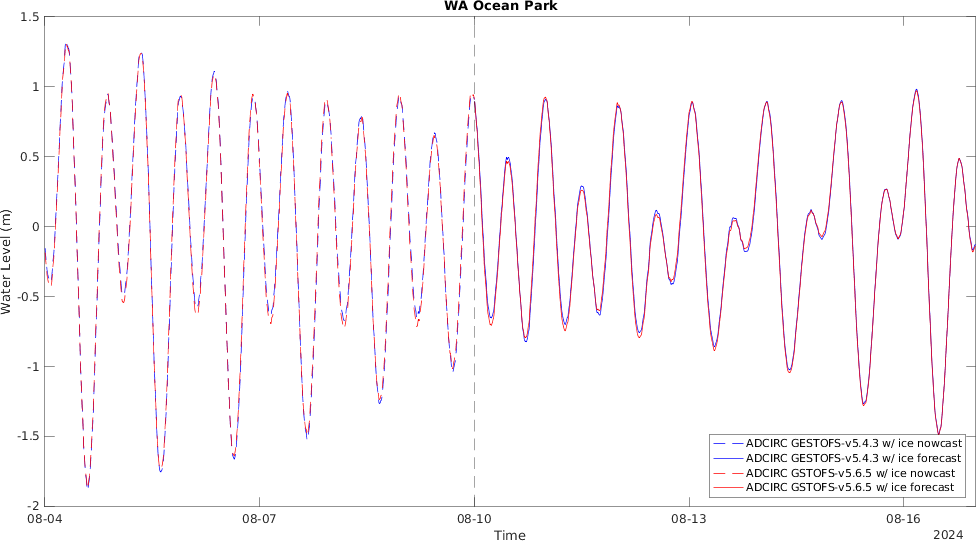 WA Ocean Park
1.5
1
0.5
0
-0.5
-1
-1.5
-2
Water Level (m)
08-04
08-07
08-10
08-13
08-16
Time
2024
ADCIRC GESTOFS-v5.4.3 w/ ice nowcast
ADCIRC GESTOFS-v5.4.3 w/ ice forecast
ADCIRC GSTOFS-v5.6.5 w/ ice nowcast
ADCIRC GSTOFS-v5.6.5 w/ ice forecast